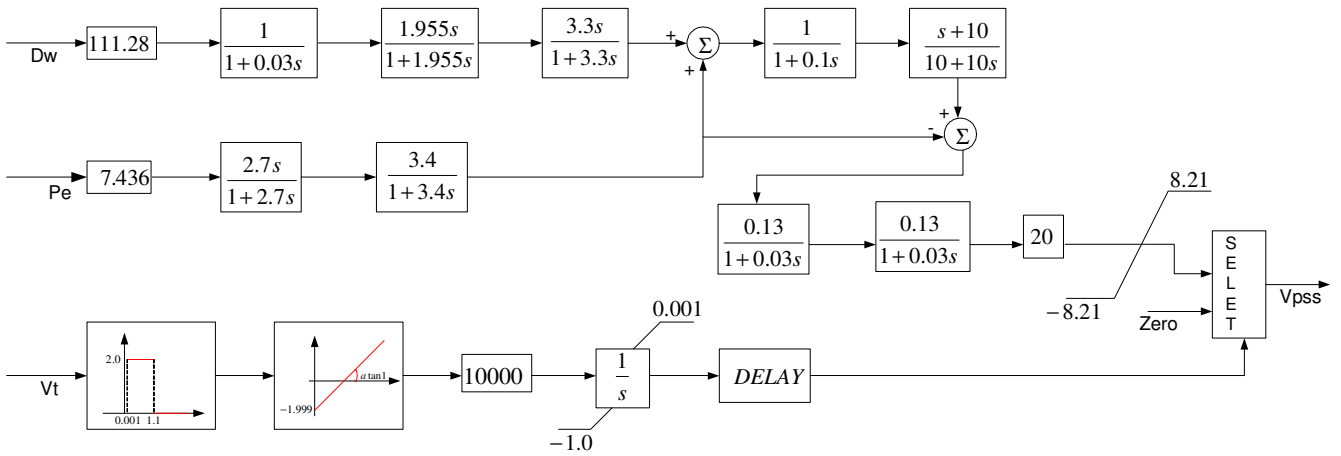 Dw
111.28
1
1+0.03s
1.955s
1+1.955s
3.3s
1+3.3s
+
+
Σ
1
1+0.1s
s+10
10+10s
+
-
Σ
Pe
7.436
2.7s
1+2.7s
3.4
1+3.4s
0.13
1+0.03s
0.13
1+0.03s
20
8.21
−8.21
S
E
L
E
T
Vpss
Zero
Vt
2.0
0.001 1.1
−1.999
a tan1
10000
0.001
1
s
−1.0
DELAY